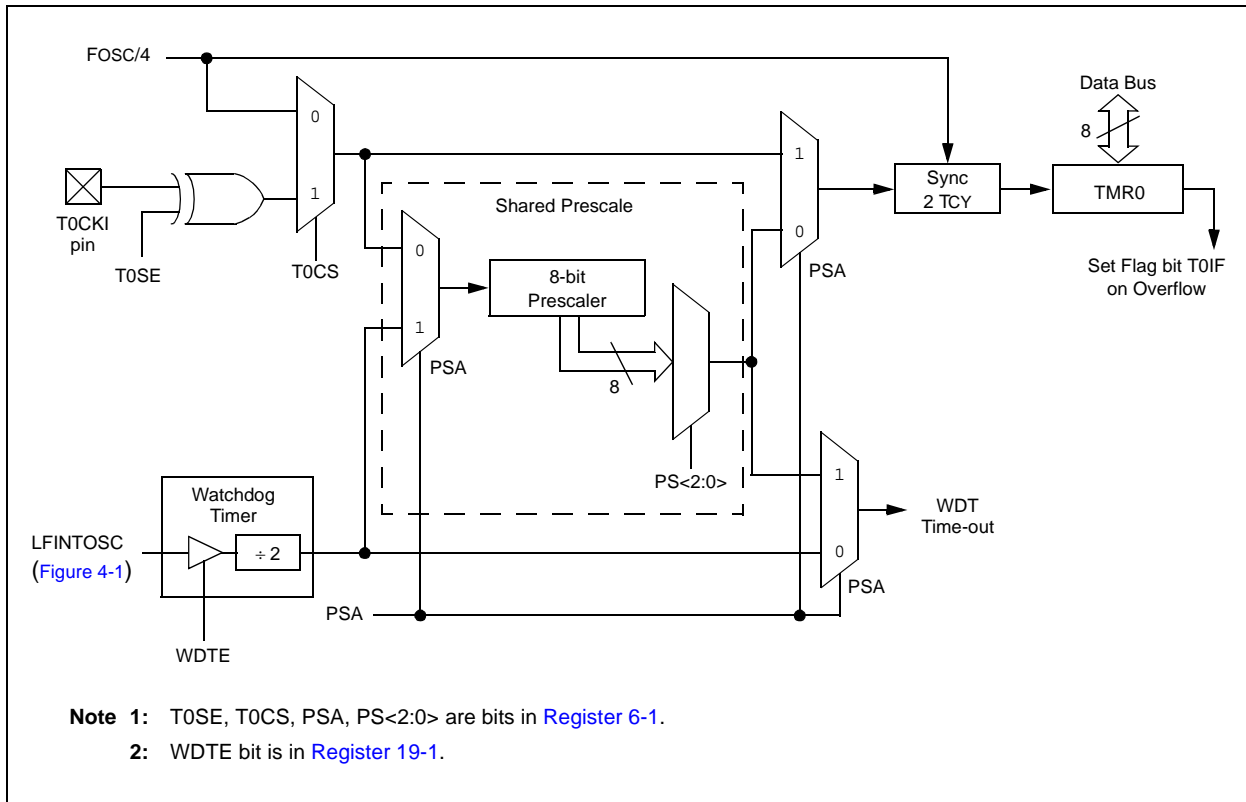 FOSC/4
Data Bus
8
0
1
T0CKI
pin
T0SE
T0CS
Shared Prescale
0
1
PSA
8-bit
Prescaler
8
PS<2:0>
1
0
PSA
Sync
2 TCY
TMR0
Set Flag bit T0IF
on Overflow
Watchdog
Timer
LFINTOSC
(Figure 4-1)
÷ 2
WDTE
PSA
1
0
PSA
WDT
Time-out
Note 1: T0SE, T0CS, PSA, PS<2:0> are bits in Register 6-1.
2: WDTE bit is in Register 19-1.